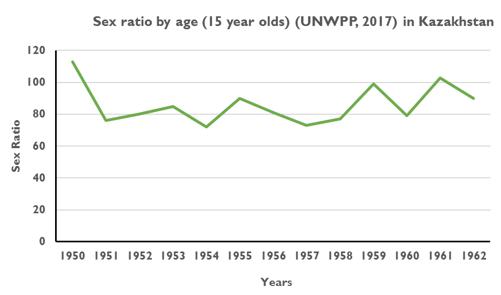 Sex ratio by age (15 year olds) (UNWPP, 2017) in Kazakhstan
120
100
80
60
40
20
0
Sex Ratio
1950 1951 1952 1953 1954 1955 1956 1957 1958 1959 1960 1961 1962
Years